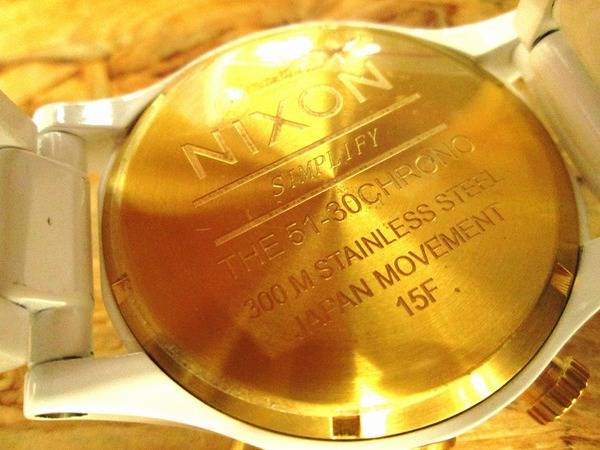 NIXON
SIMPLIFY
THE 51-30 CHRONO
300 M STAINLESS STEEL
JAPAN MOVEMENT
15F